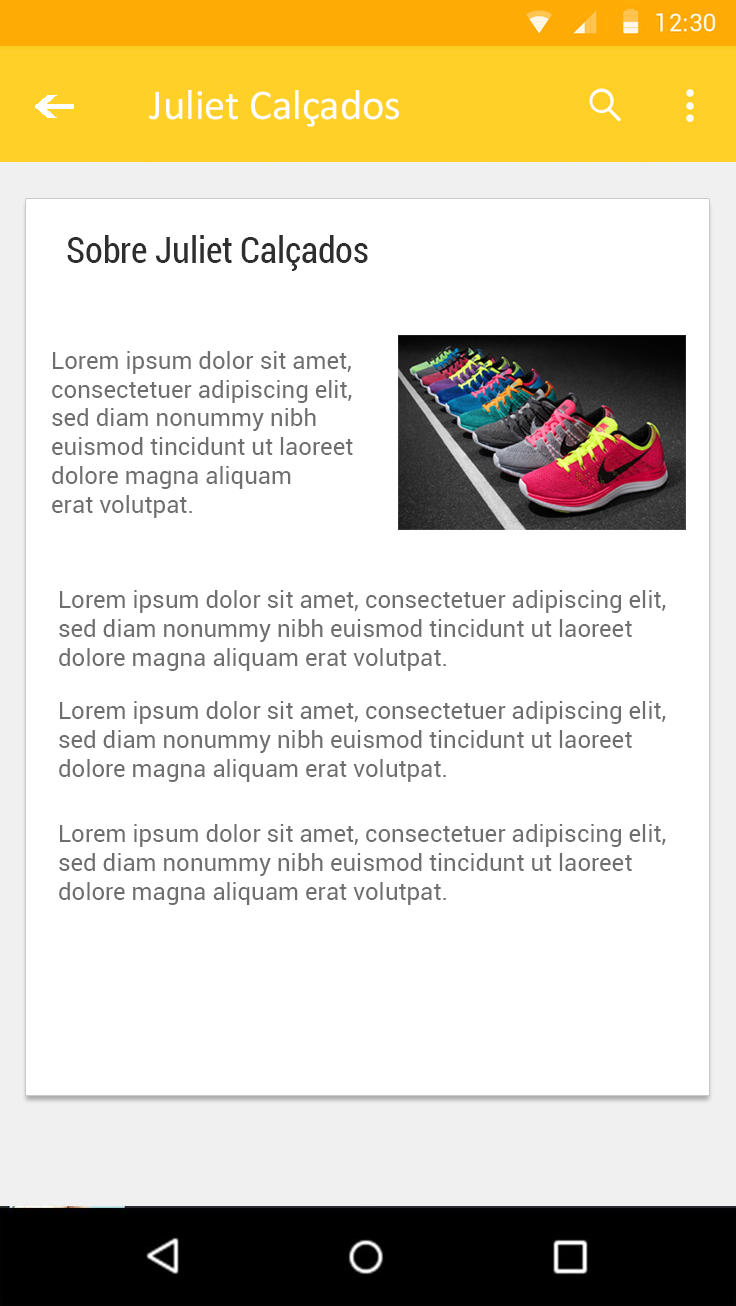 12:30
Juliet Calçados
Sobre Juliet Calçados
Lorem ipsum dolor sit amet,
consectetuer adipiscing elit,
sed diam nonummy nibh
euismod tincidunt ut laoreet
dolore magna aliquam
erat volutpat.
Lorem ipsum dolor sit amet, consectetuer adipiscing elit,
sed diam nonummy nibh euismod tincidunt ut laoreet
dolore magna aliquam erat volutpat.
Lorem ipsum dolor sit amet, consectetuer adipiscing elit,
sed diam nonummy nibh euismod tincidunt ut laoreet
dolore magna aliquam erat volutpat.
Lorem ipsum dolor sit amet, consectetuer adipiscing elit,
sed diam nonummy nibh euismod tincidunt ut laoreet
dolore magna aliquam erat volutpat.